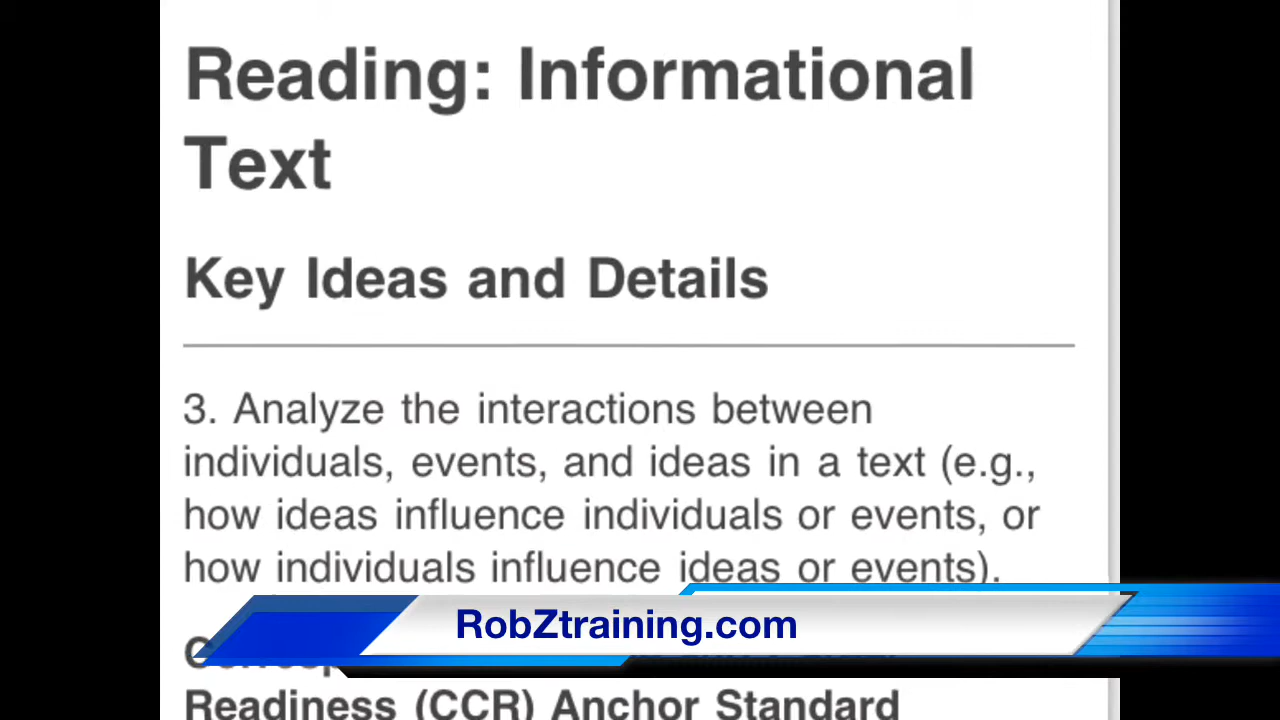 Reading: Informational
Text
Key Ideas and Details
3. Analyze the interactions between
individuals, events, and ideas in a text (e.g.,
how ideas influence individuals or events, or
how individuals influence ideas or events).
RobZtraining.com
Readiness (CCR) Anchor Standard